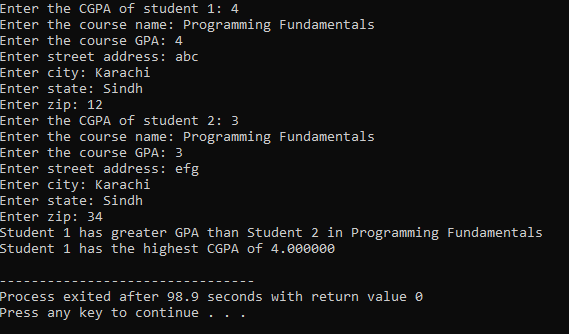 Enter the CGPA of student 1: 4
Enter the course name: Programming Fundamentals
Enter the course GPA: 4
Enter street address: abc
Enter city: Karachi
Enter state: Sindh
Enter zip: 12
Enter the CGPA of student 2: 3
Enter the course name: Programming Fundamentals
Enter the course GPA: 3
Enter street address: efg
Enter city: Karachi
Enter state: Sindh
Enter zip: 34
Student 1 has greater GPA than Student 2 in Programming Fundamentals
Student 1 has the highest CGPA of 4.000000
--------------------------------
Process exited after 98.9 seconds with return value 0
Press any key to continue . . .